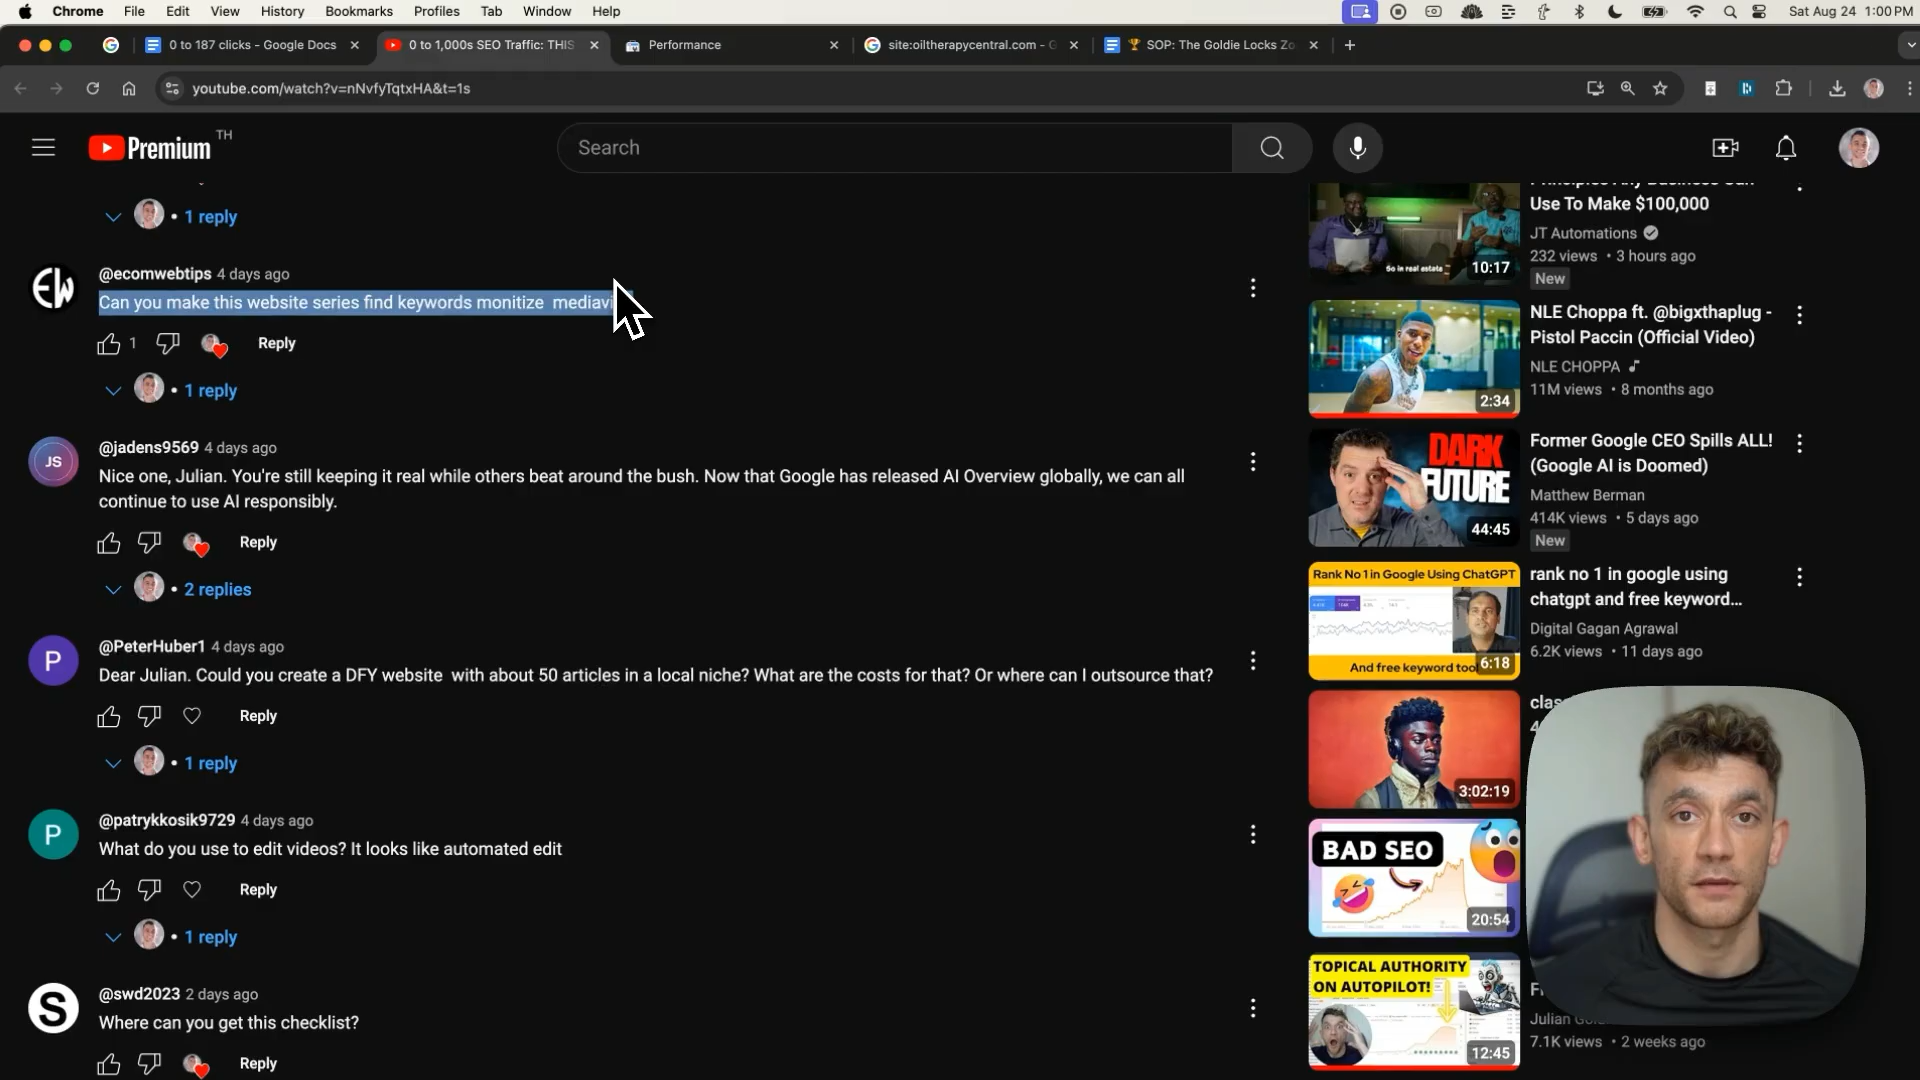 Chrome File Edit View History Bookmarks Profiles Tab Window Help Sat Aug 24 1:00 PM
0 to 187 clicks - Google Docs
0 to 1,000s SEO Traffic: THIS
Performance
site:oiltherapycentral.com - G
SOP: The Goldie Locks Zo
youtube.com/watch?v=nNvfyTqtxHA&t=1s
Premium
TH
Search
1 reply
@ecomwebtips 4 days ago
Can you make this website series find keywords monitize mediavi
1
Reply
1 reply
@jadens9569 4 days ago
Nice one, Julian. You're still keeping it real while others beat around the bush. Now that Google has released AI Overview globally, we can all
continue to use AI responsibly.
Reply
2 replies
@PeterHuber1 4 days ago
Dear Julian. Could you create a DFY website with about 50 articles in a local niche? What are the costs for that? Or where can I outsource that?
Reply
1 reply
@patrykkosik9729 4 days ago
What do you use to edit videos? It looks like automated edit
Reply
1 reply
@swd2023 2 days ago
Where can you get this checklist?
Reply
EW
JS
P
P
S
So in real estate
10:17
Use To Make $100,000
JT Automations
232 views • 3 hours ago
New
2:34
NLE Choppa ft. @bigxthaplug -
Pistol Paccin (Official Video)
NLE CHOPPA
11M views • 8 months ago
DARK
FUTURE
44:45
Former Google CEO Spills ALL!
(Google AI is Doomed)
Matthew Berman
414K views • 5 days ago
New
Rank No 1 in Google Using ChatGPT
And free keyword tool
6:18
rank no 1 in google using
chatgpt and free keyword...
Digital Gagan Agrawal
6.2K views • 11 days ago
3:02:19
clas
BAD SEO
20:54
TOPICAL AUTHORITY
ON AUTOPILOT!
12:45
Julian Go
7.1K views • 2 weeks ago